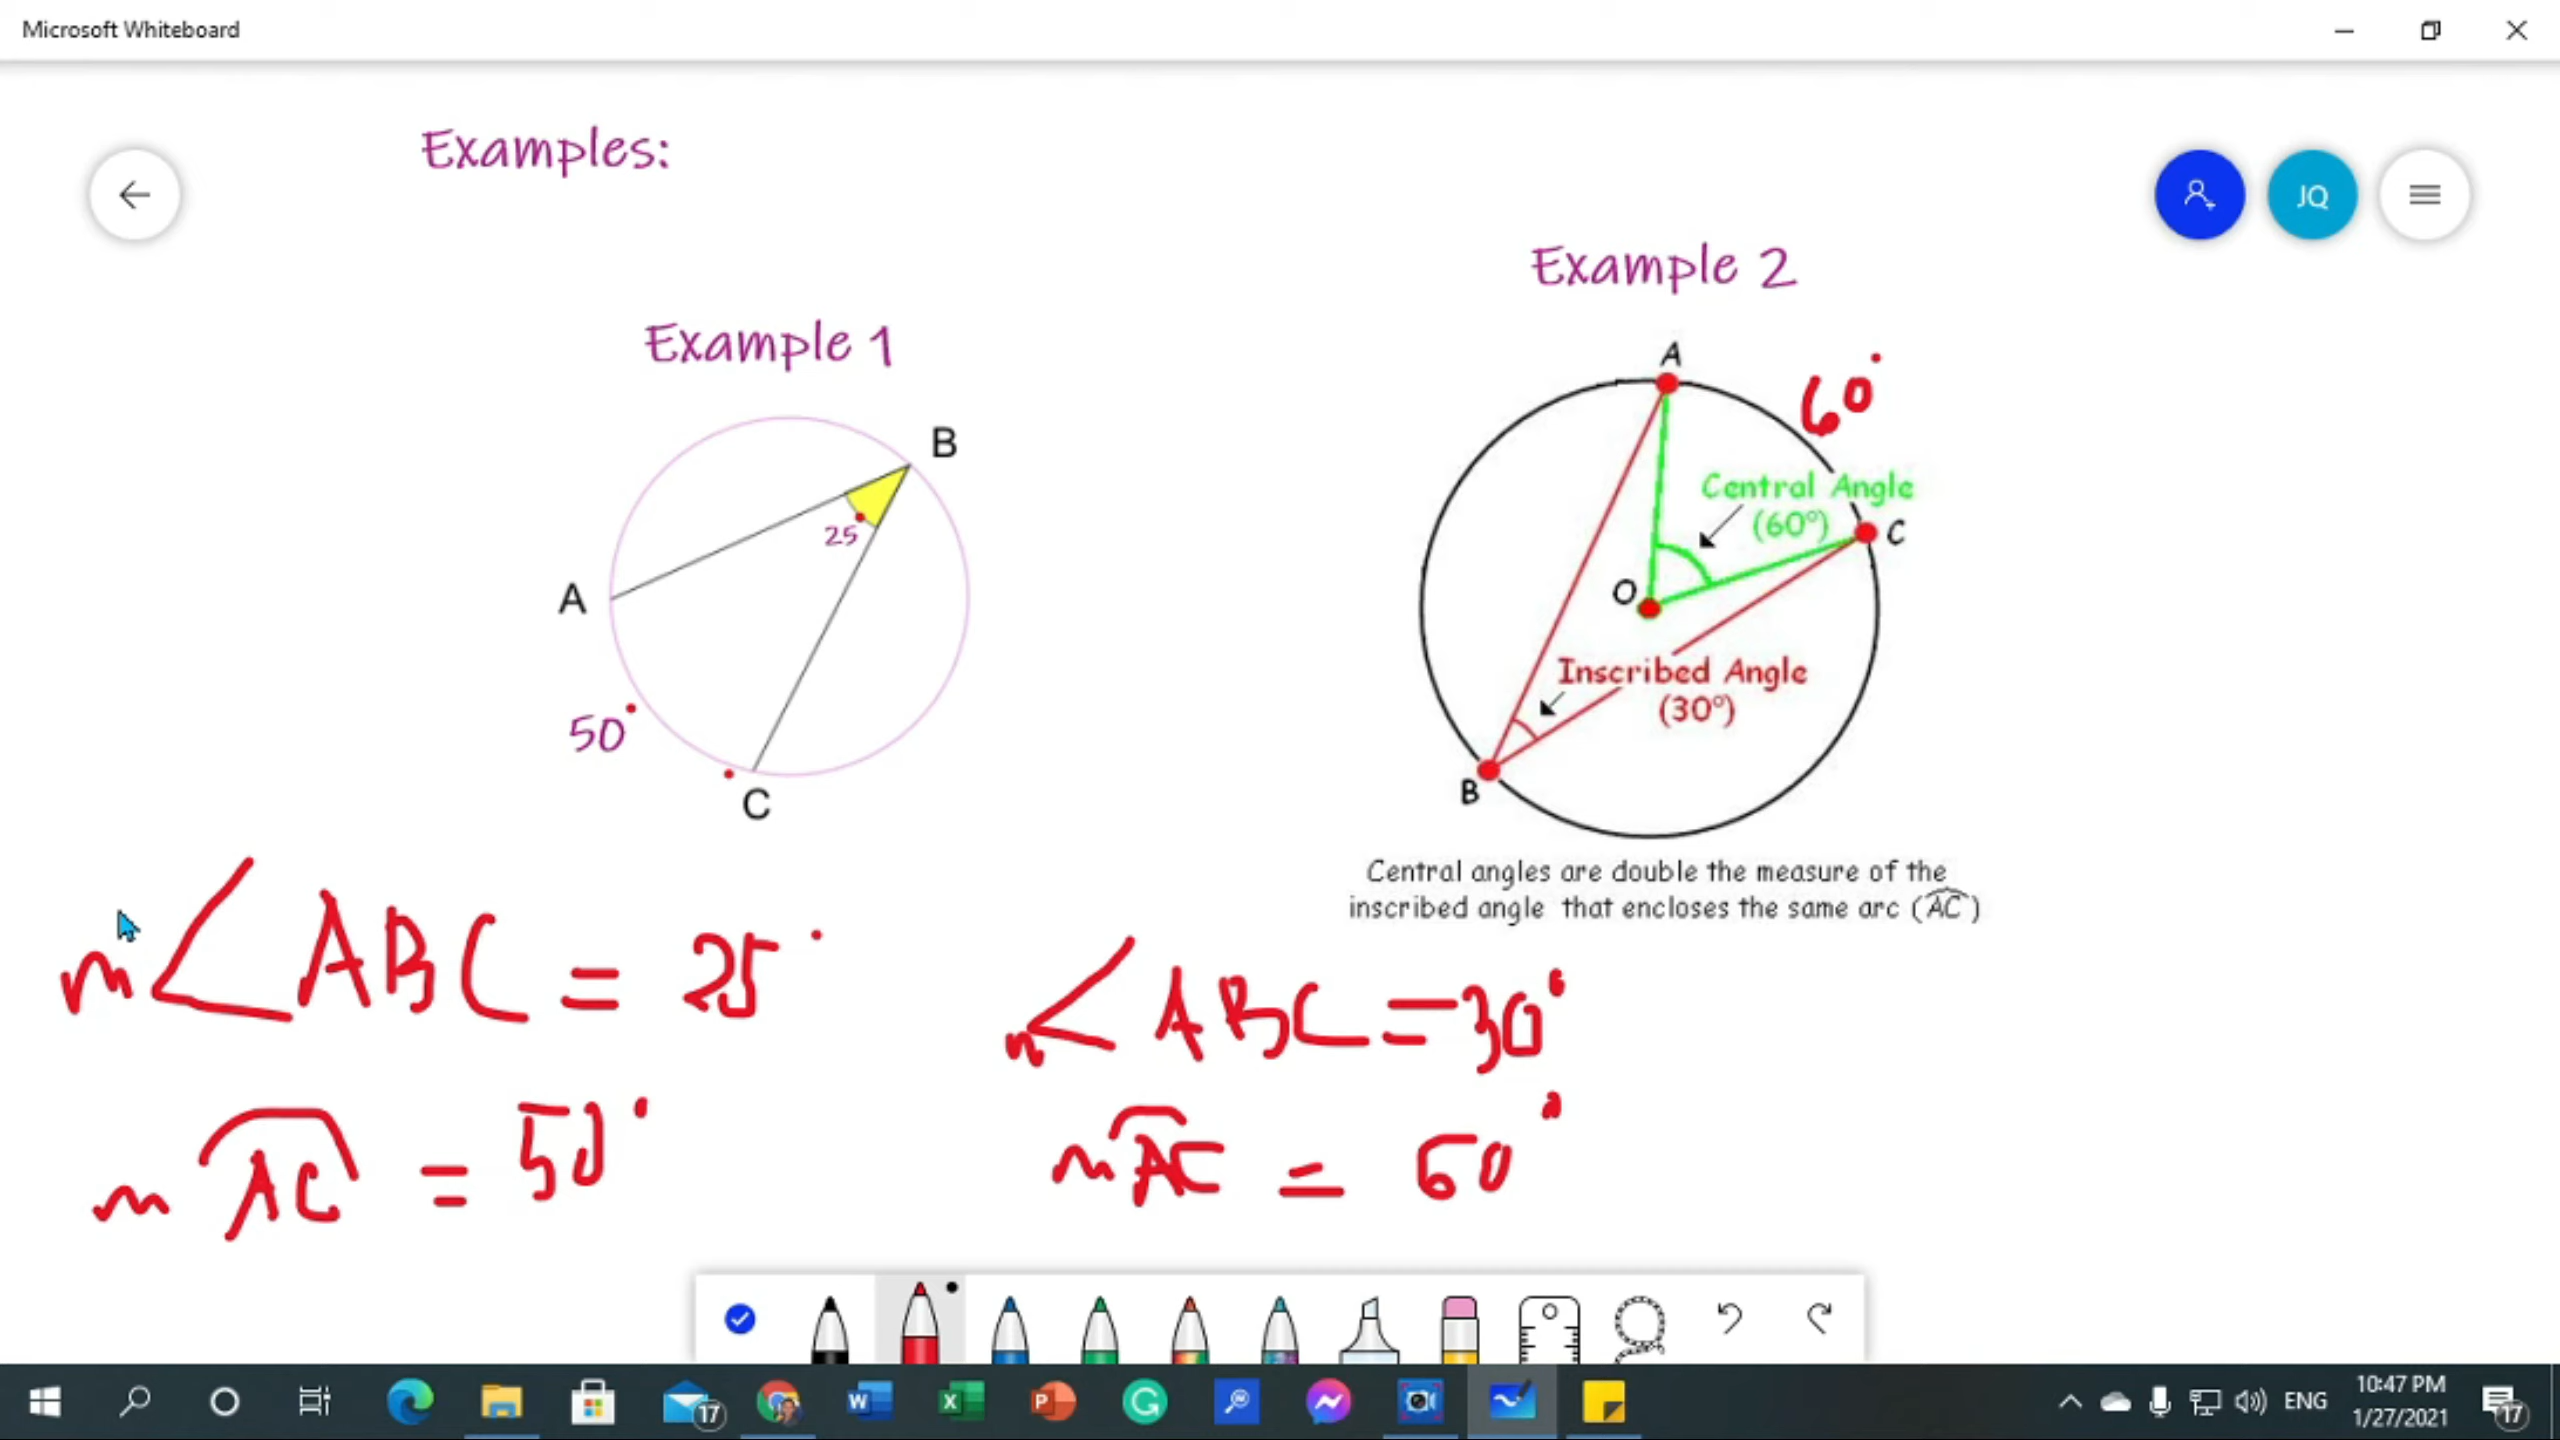 Microsoft Whiteboard
Examples:
JQ
Example 2
Example 1
A
60°
B
Central Angle
(60°)
C
25
O
A
Inscribed Angle
(30°)
50°
B
C
Central angles are double the measure of the
inscribed angle that encloses the same arc (AC)
m∠ABC = 25°
m∠ABC = 30°
mAC = 50°
mAC = 60°
17
ENG
10:47 PM
1/27/2021
17